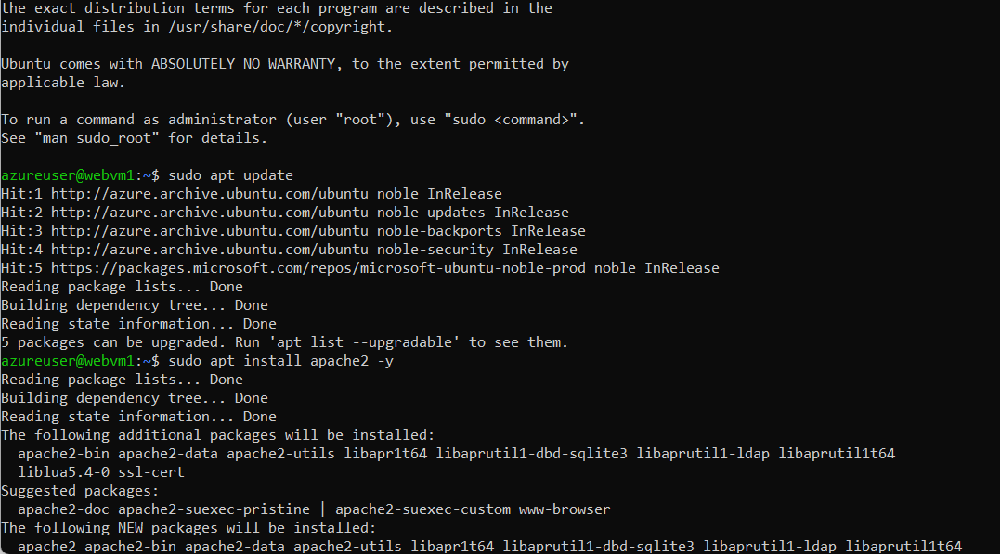 the exact distribution terms for each program are described in the
individual files in /usr/share/doc/*/copyright.
Ubuntu comes with ABSOLUTELY NO WARRANTY, to the extent permitted by
applicable law.
To run a command as administrator (user "root"), use "sudo <command>".
See "man sudo_root" for details.
azureuser@webvm1:~$ sudo apt update
Hit:1 http://azure.archive.ubuntu.com/ubuntu noble InRelease
Hit:2 http://azure.archive.ubuntu.com/ubuntu noble-updates InRelease
Hit:3 http://azure.archive.ubuntu.com/ubuntu noble-backports InRelease
Hit:4 http://azure.archive.ubuntu.com/ubuntu noble-security InRelease
Hit:5 https://packages.microsoft.com/repos/microsoft-ubuntu-noble-prod noble InRelease
Reading package lists... Done
Building dependency tree... Done
Reading state information... Done
5 packages can be upgraded. Run 'apt list --upgradable' to see them.
azureuser@webvm1:~$ sudo apt install apache2 -y
Reading package lists... Done
Building dependency tree... Done
Reading state information... Done
The following additional packages will be installed:
  apache2-bin apache2-data apache2-utils libapr1t64 libaprutil1-dbd-sqlite3 libaprutil1-ldap libaprutil1t64
  liblua5.4-0 ssl-cert
Suggested packages:
  apache2-doc apache2-suexec-pristine | apache2-suexec-custom www-browser
The following NEW packages will be installed:
  apache2 apache2-bin apache2-data apache2-utils libapr1t64 libaprutil1-dbd-sqlite3 libaprutil1-ldap libaprutil1t64